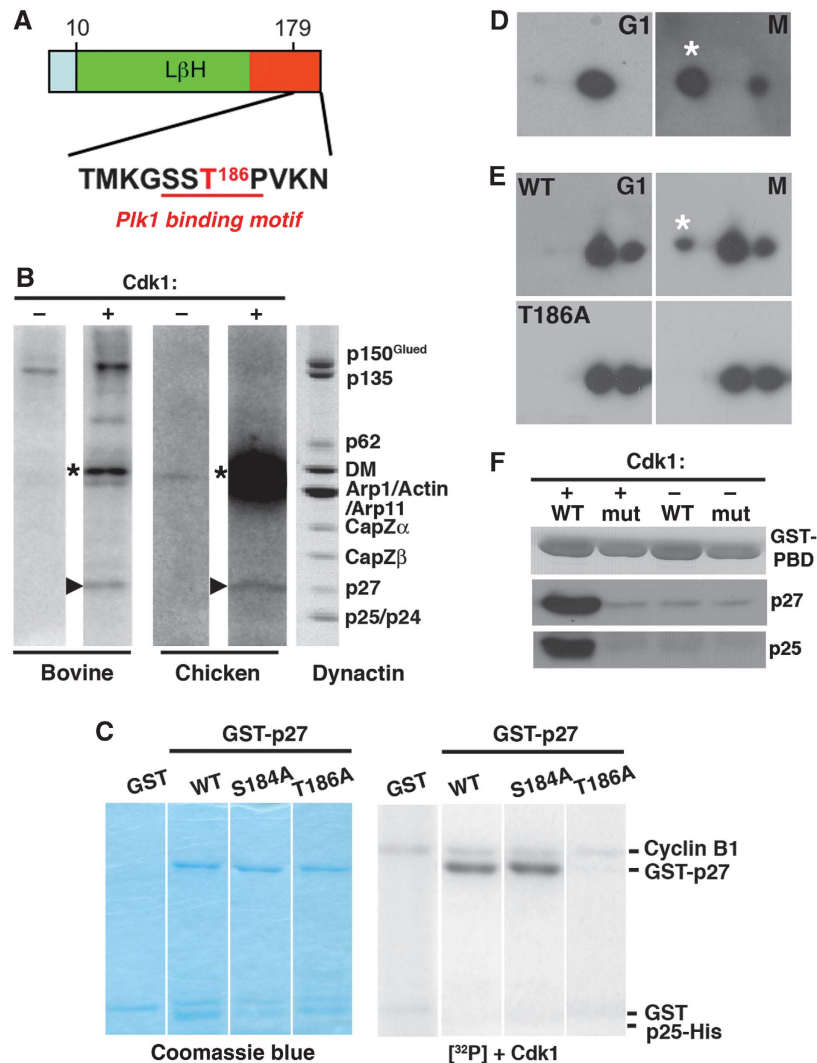 A
10 179
LβH
TMKGSST186PVKN
Plk1 binding motif
B
Cdk1:
– + – +
* *
p150Glued
p135
p62
DM
Arp1/Actin
/Arp11
CapZα
CapZβ
p27
p25/p24
Bovine Chicken Dynactin
C
GST-p27 GST-p27
GST WT S184A T186A GST WT S184A T186A
Cyclin B1
GST-p27
GST
p25-His
Coomassie blue [32P] + Cdk1
D
G1 M
*
E
WT G1 M
*
T186A
F
Cdk1:
+ + – –
WT mut WT mut
GST-
PBD
p27
p25